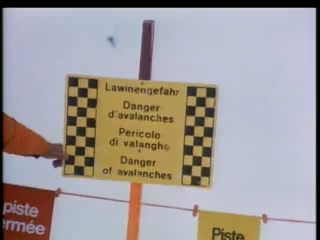 Lawinengefahr
Danger
d'avalanches
Pericolo
di valanghe
Danger
of avalanches
piste
ermée
Piste